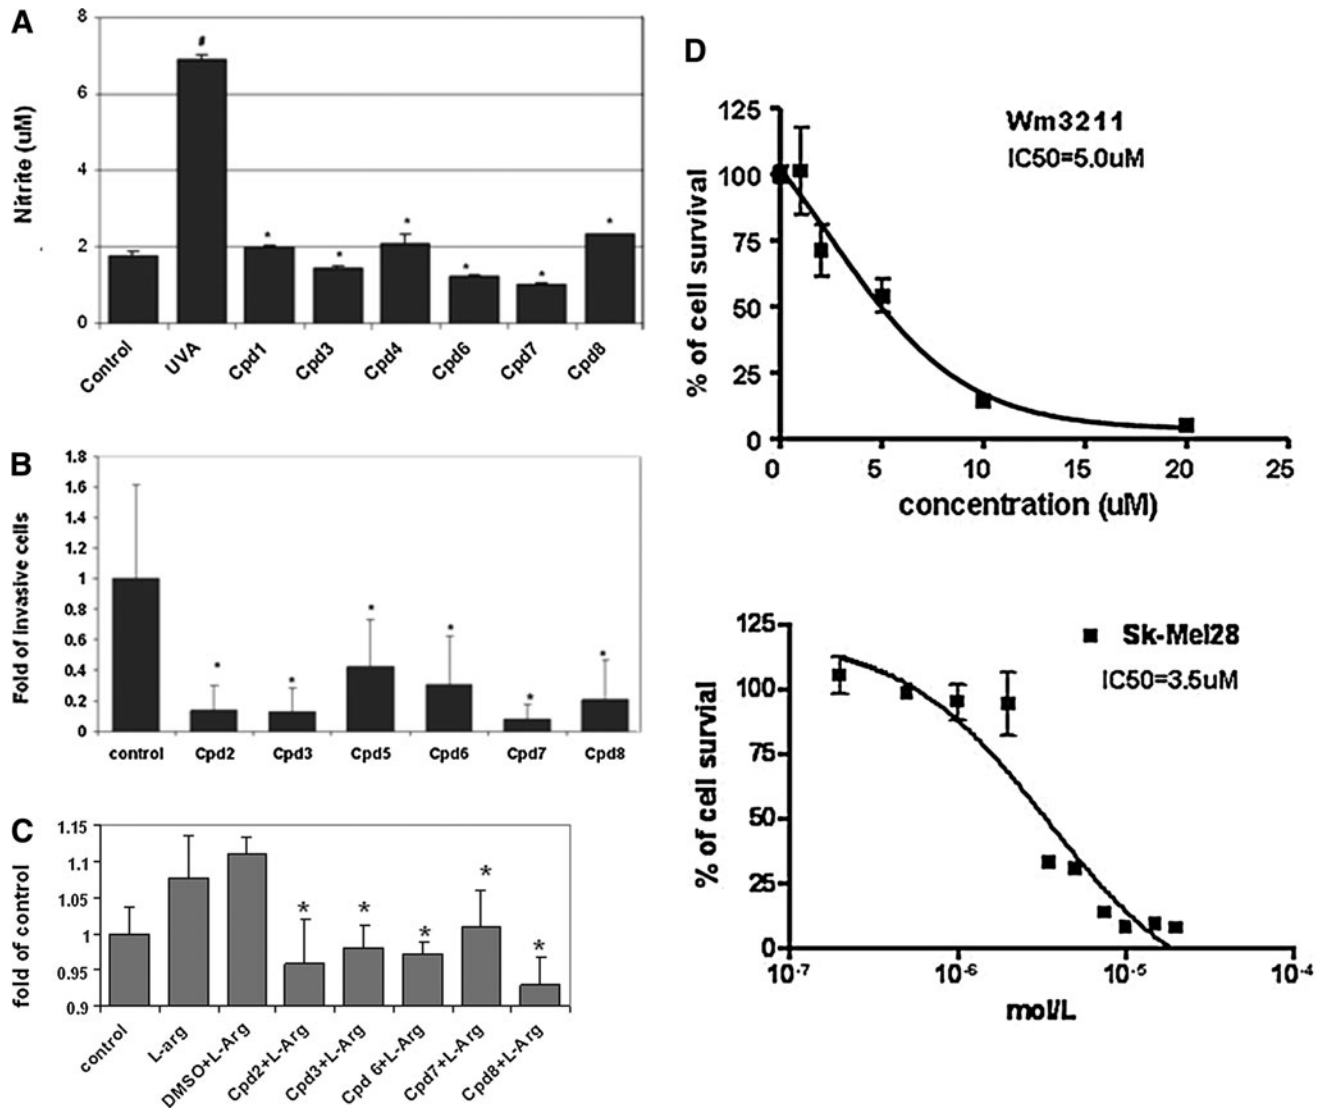 A
8
6
4
2
0
Nitrite (uM)
#
*
*
*
*
*
*
Control
UVA
Cpd1
Cpd3
Cpd4
Cpd6
Cpd7
Cpd8
B
1.8
1.6
1.4
1.2
1
0.8
0.6
0.4
0.2
0
Fold of invasive cells
*
*
*
*
*
*
control
Cpd2
Cpd3
Cpd5
Cpd6
Cpd7
Cpd8
C
1.15
1.1
1.05
1
0.95
0.9
fold of control
*
*
*
*
*
control
L-arg
DMSO+L-Arg
Cpd2+L-Arg
Cpd3+L-Arg
Cpd 6+L-Arg
Cpd7+L-Arg
Cpd8+L-Arg
D
125
100
75
50
25
0
% of cell survival
Wm3211
IC50=5.0uM
0 5 10 15 20 25
concentration (uM)
125
100
75
50
25
0
% of cell survial
Sk-Mel28
IC50=3.5uM
10-7 10-6 10-5 10-4
mol/L